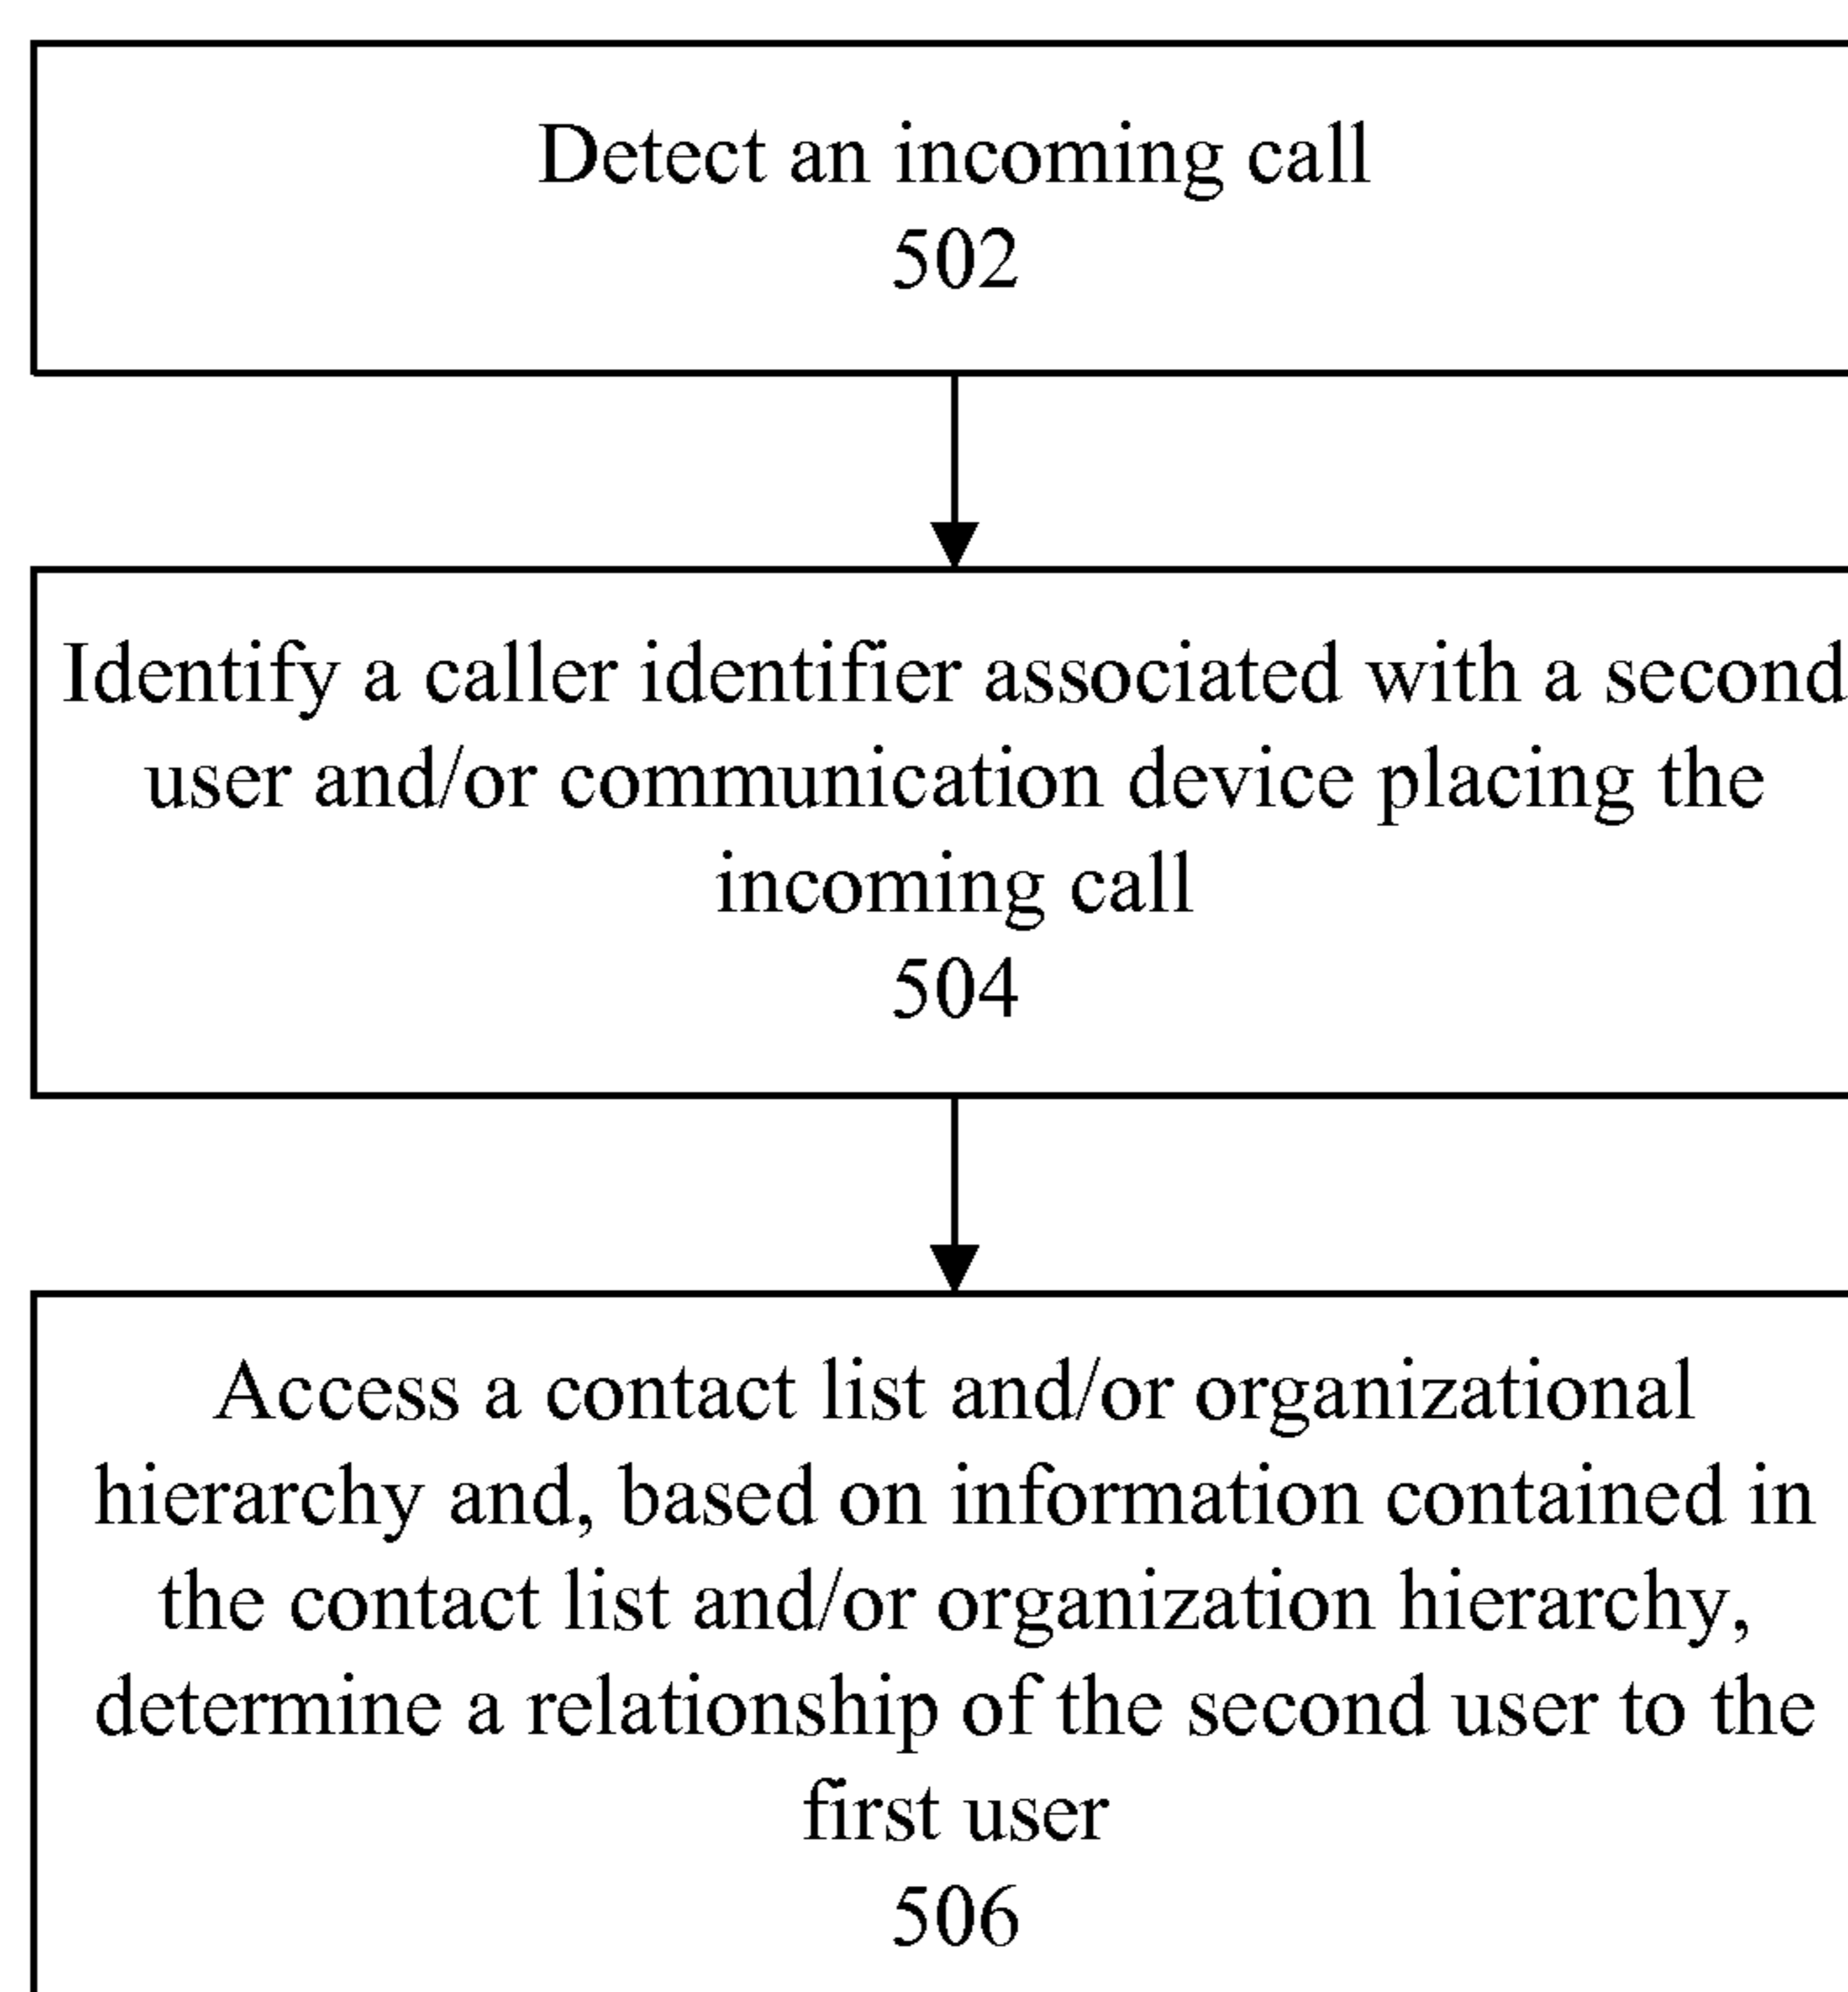 Detect an incoming call
502
Identify a caller identifier associated with a second
user and/or communication device placing the
incoming call
504
Access a contact list and/or organizational
hierarchy and, based on information contained in
the contact list and/or organization hierarchy,
determine a relationship of the second user to the
first user
506